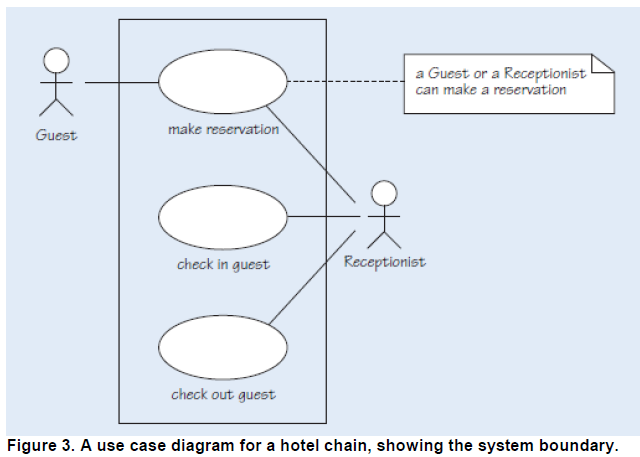 a Guest or a Receptionist
can make a reservation
Guest
make reservation
check in guest
Receptionist
check out guest
Figure 3. A use case diagram for a hotel chain, showing the system boundary.